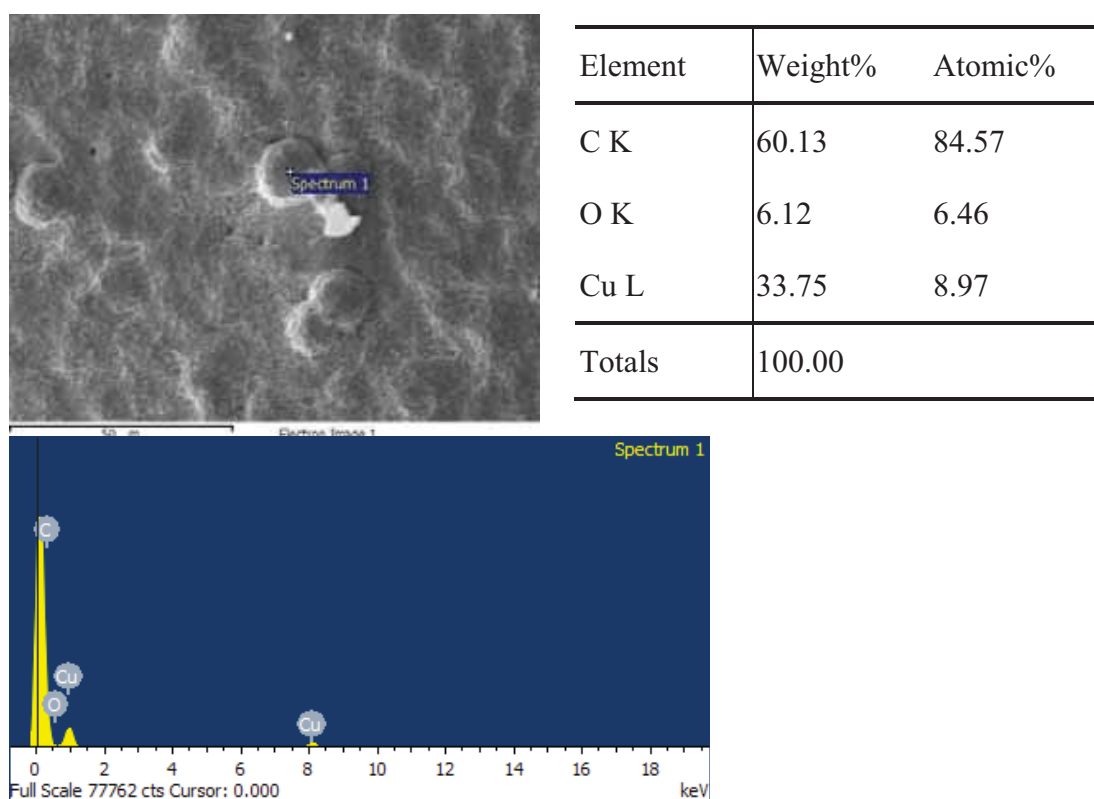 Element Weight% Atomic%
C K 60.13 84.57
O K 6.12 6.46
Cu L 33.75 8.97
Totals 100.00
Spectrum 1
Electron Image 1
Spectrum 1
C
Cu
O
Cu
0 2 4 6 8 10 12 14 16 18
Full Scale 77762 cts Cursor: 0.000 keV